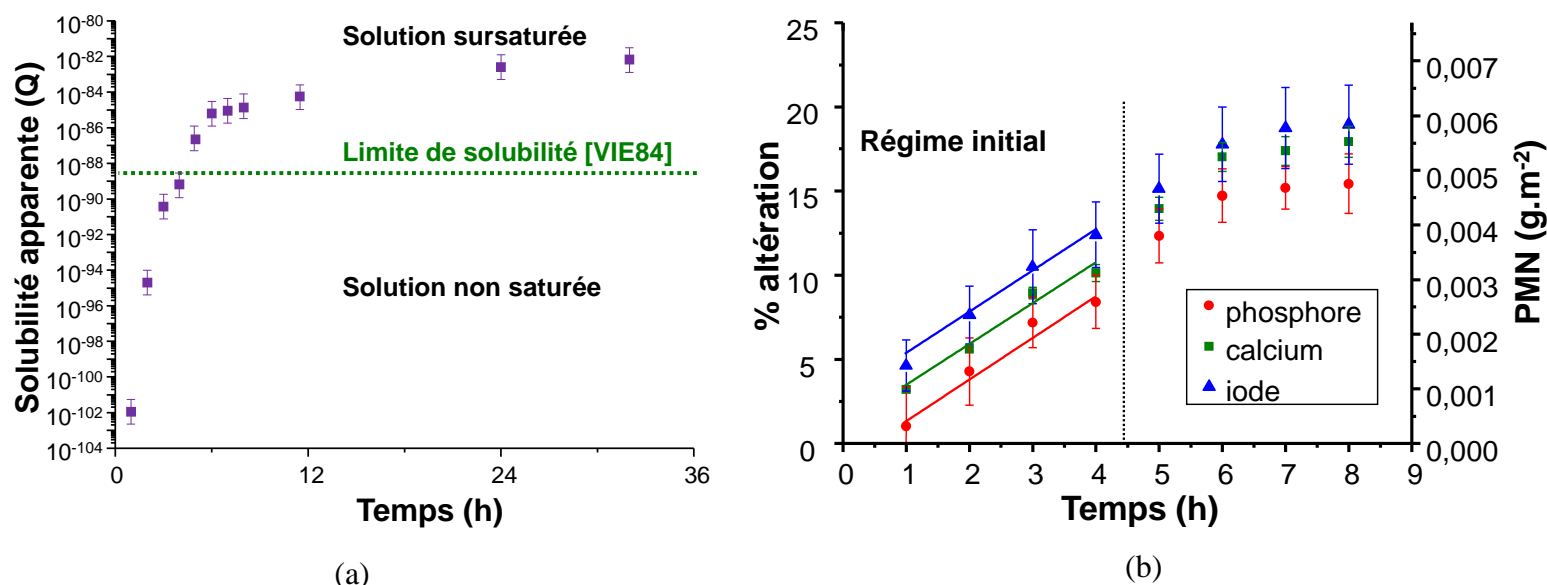 Solubilité apparente (Q)
10-80
10-82
10-84
10-86
10-88
10-90
10-92
10-94
10-96
10-98
10-100
10-102
10-104
Solution sursaturée
Limite de solubilité [VIE84]
Solution non saturée
0
12
24
36
Temps (h)
(a)
% altération
25
20
15
10
5
0
Régime initial
phosphore
calcium
iode
0
1
2
3
4
5
6
7
8
9
Temps (h)
0,007
0,006
0,005
0,004
0,003
0,002
0,001
0,000
PMN (g.m-2)
(b)